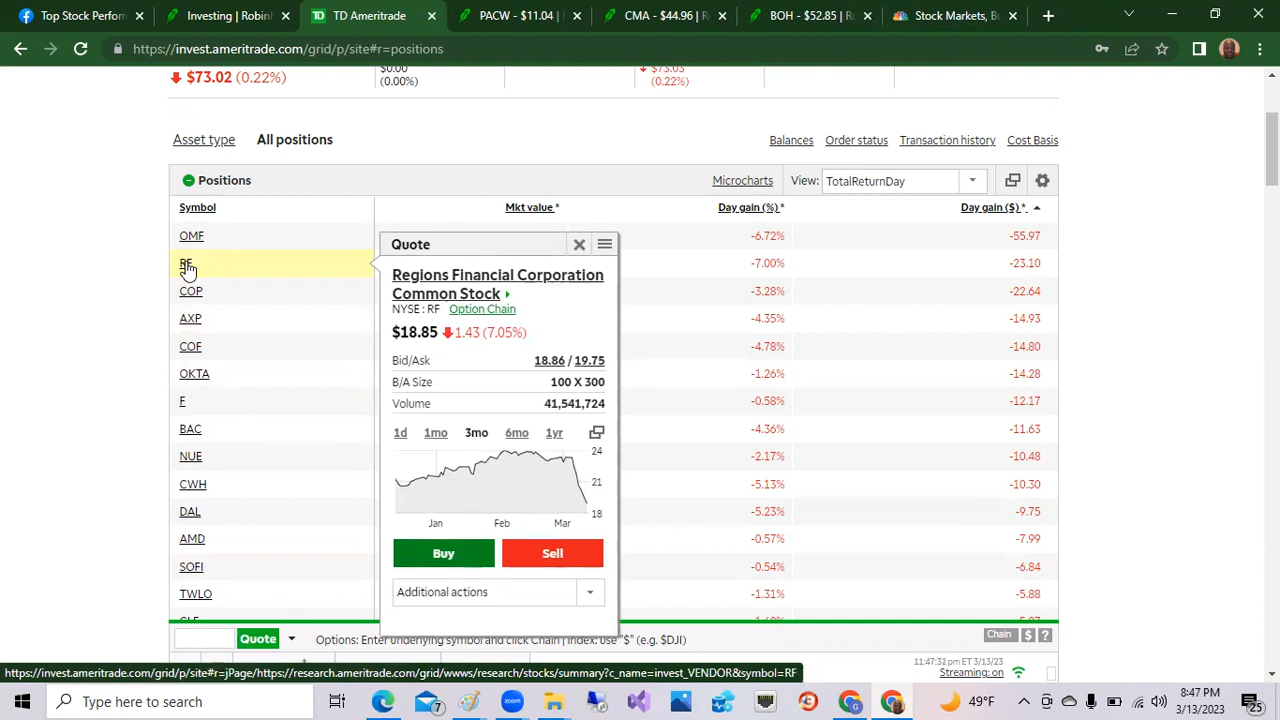 Top Stock Perform
Investing | Robinh
TD TD Ameritrade
PACW - $11.04 |
CMA - $44.96 | Ro
BOH - $52.85 | Ro
Stock Markets, Bu
https://invest.ameritrade.com/grid/p/site#r=positions
$73.02 (0.22%)
$0.00
(0.00%)
$73.03
(0.22%)
Asset type All positions Balances Order status Transaction history Cost Basis
Positions Microcharts View: TotalReturnDay
Symbol Mkt value * Day gain (%) * Day gain ($) *
OMF -6.72% -55.97
RF -7.00% -23.10
COP -3.28% -22.64
AXP -4.35% -14.93
COF -4.78% -14.80
OKTA -1.26% -14.28
F -0.58% -12.17
BAC -4.36% -11.63
NUE -2.17% -10.48
CWH -5.13% -10.30
DAL -5.23% -9.75
AMD -0.57% -7.99
SOFI -0.54% -6.84
TWLO -1.31% -5.88
Quote
Regions Financial Corporation
Common Stock
NYSE : RF Option Chain
$18.85 1.43 (7.05%)
Bid/Ask 18.86 / 19.75
B/A Size 100 X 300
Volume 41,541,724
1d 1mo 3mo 6mo 1yr
24
21
18
Jan Feb Mar
Buy Sell
Additional actions
Quote Options: Enter underlying symbol and click Chain | Index: use "$" (e.g. $DJI) Chain $ ?
11:47:32 pm ET 3/13/23
Streaming: on
https://invest.ameritrade.com/grid/p/site#r=jPage/https://research.ameritrade.com/grid/wwws/research/stocks/summary?c_name=invest_VENDOR&symbol=RF
Type here to search
7
49°F
8:47 PM
3/13/2023
25